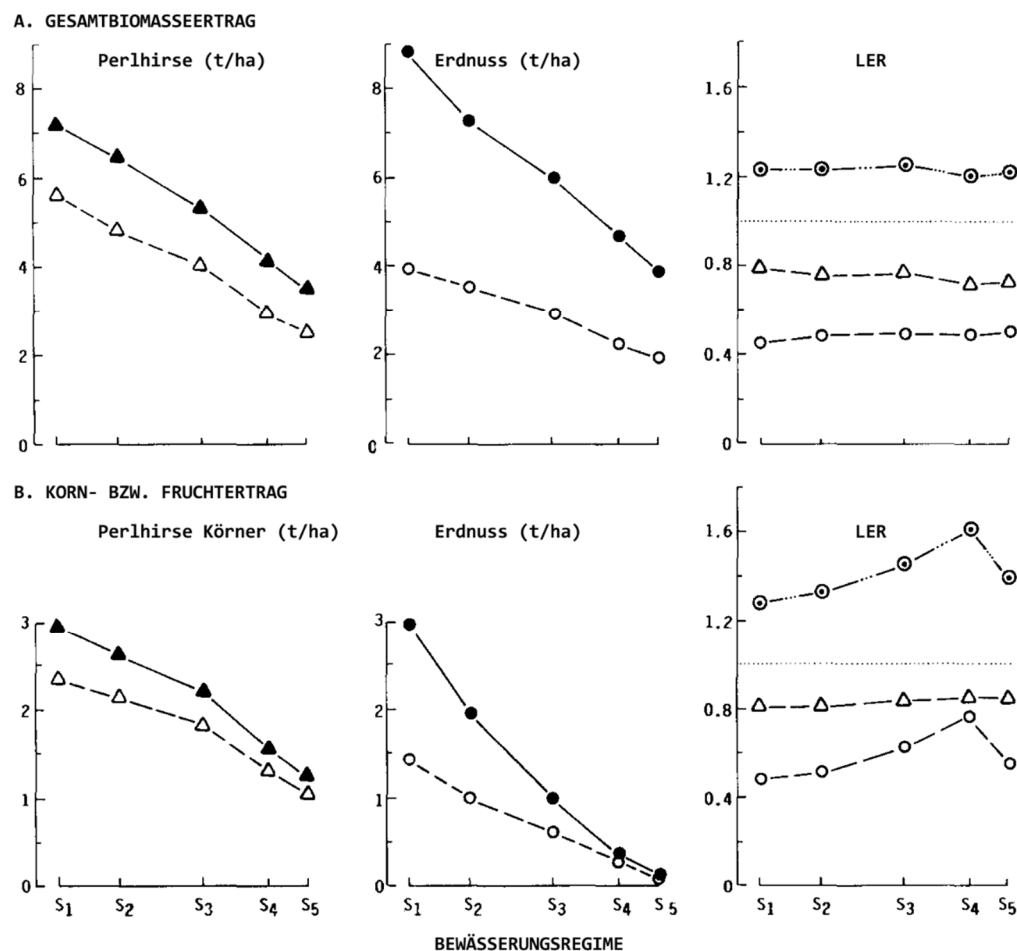 A. GESAMTBIOMASSEERTRAG
Perlhirse (t/ha)
8
6
4
2
0
Erdnuss (t/ha)
8
6
4
2
0
LER
1.6
1.2
0.8
0.4
0
B. KORN- BZW. FRUCHTERTRAG
Perlhirse Körner (t/ha)
3
2
1
0
S1 S2 S3 S4 S5
Erdnuss (t/ha)
3
2
1
0
S1 S2 S3 S4 S5
LER
1.6
1.2
0.8
0.4
0
S1 S2 S3 S4 S5
BEWÄSSERUNGSREGIME